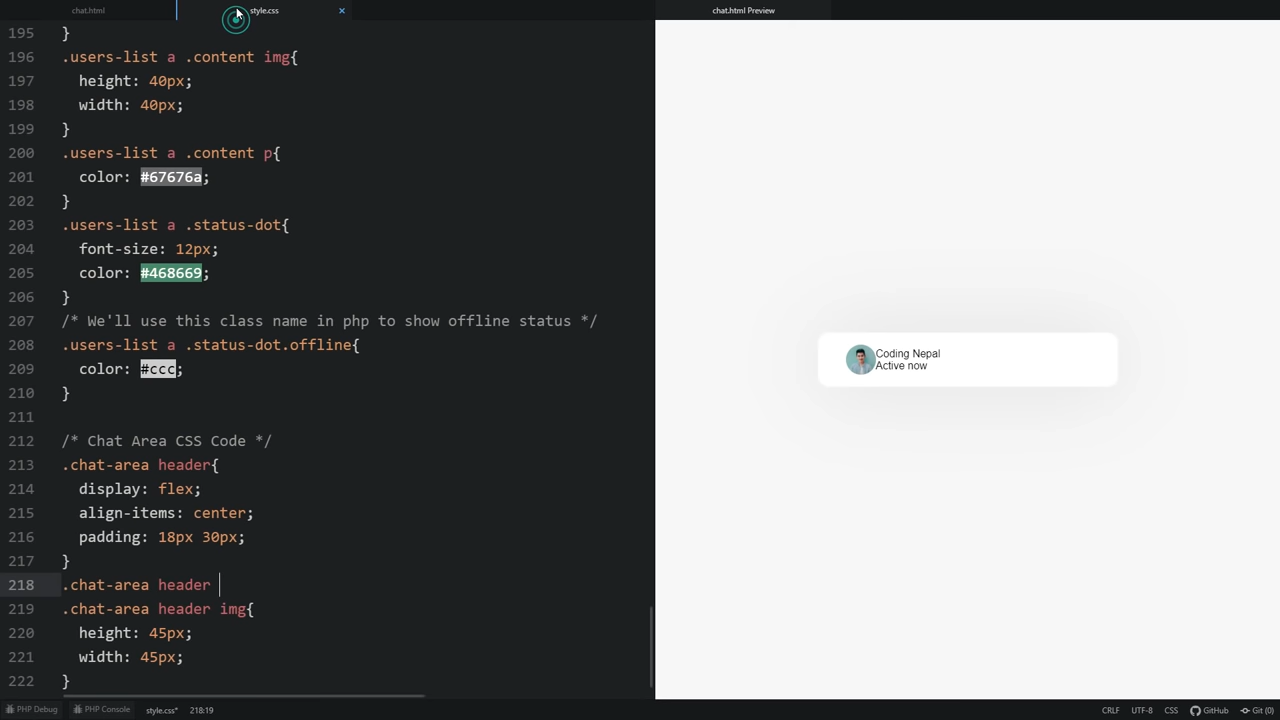 chat.html
style.css
×
chat.html Preview
195 }
196 .users-list a .content img{
197 height: 40px;
198 width: 40px;
199 }
200 .users-list a .content p{
201 color: #67676a;
202 }
203 .users-list a .status-dot{
204 font-size: 12px;
205 color: #468669;
206 }
207 /* We'll use this class name in php to show offline status */
208 .users-list a .status-dot.offline{
209 color: #ccc;
210 }
211
212 /* Chat Area CSS Code */
213 .chat-area header{
214 display: flex;
215 align-items: center;
216 padding: 18px 30px;
217 }
218 .chat-area header
219 .chat-area header img{
220 height: 45px;
221 width: 45px;
222 }
Coding Nepal
Active now
PHP Debug
PHP Console
style.css*
218:19
CRLF
UTF-8
CSS
GitHub
Git (0)